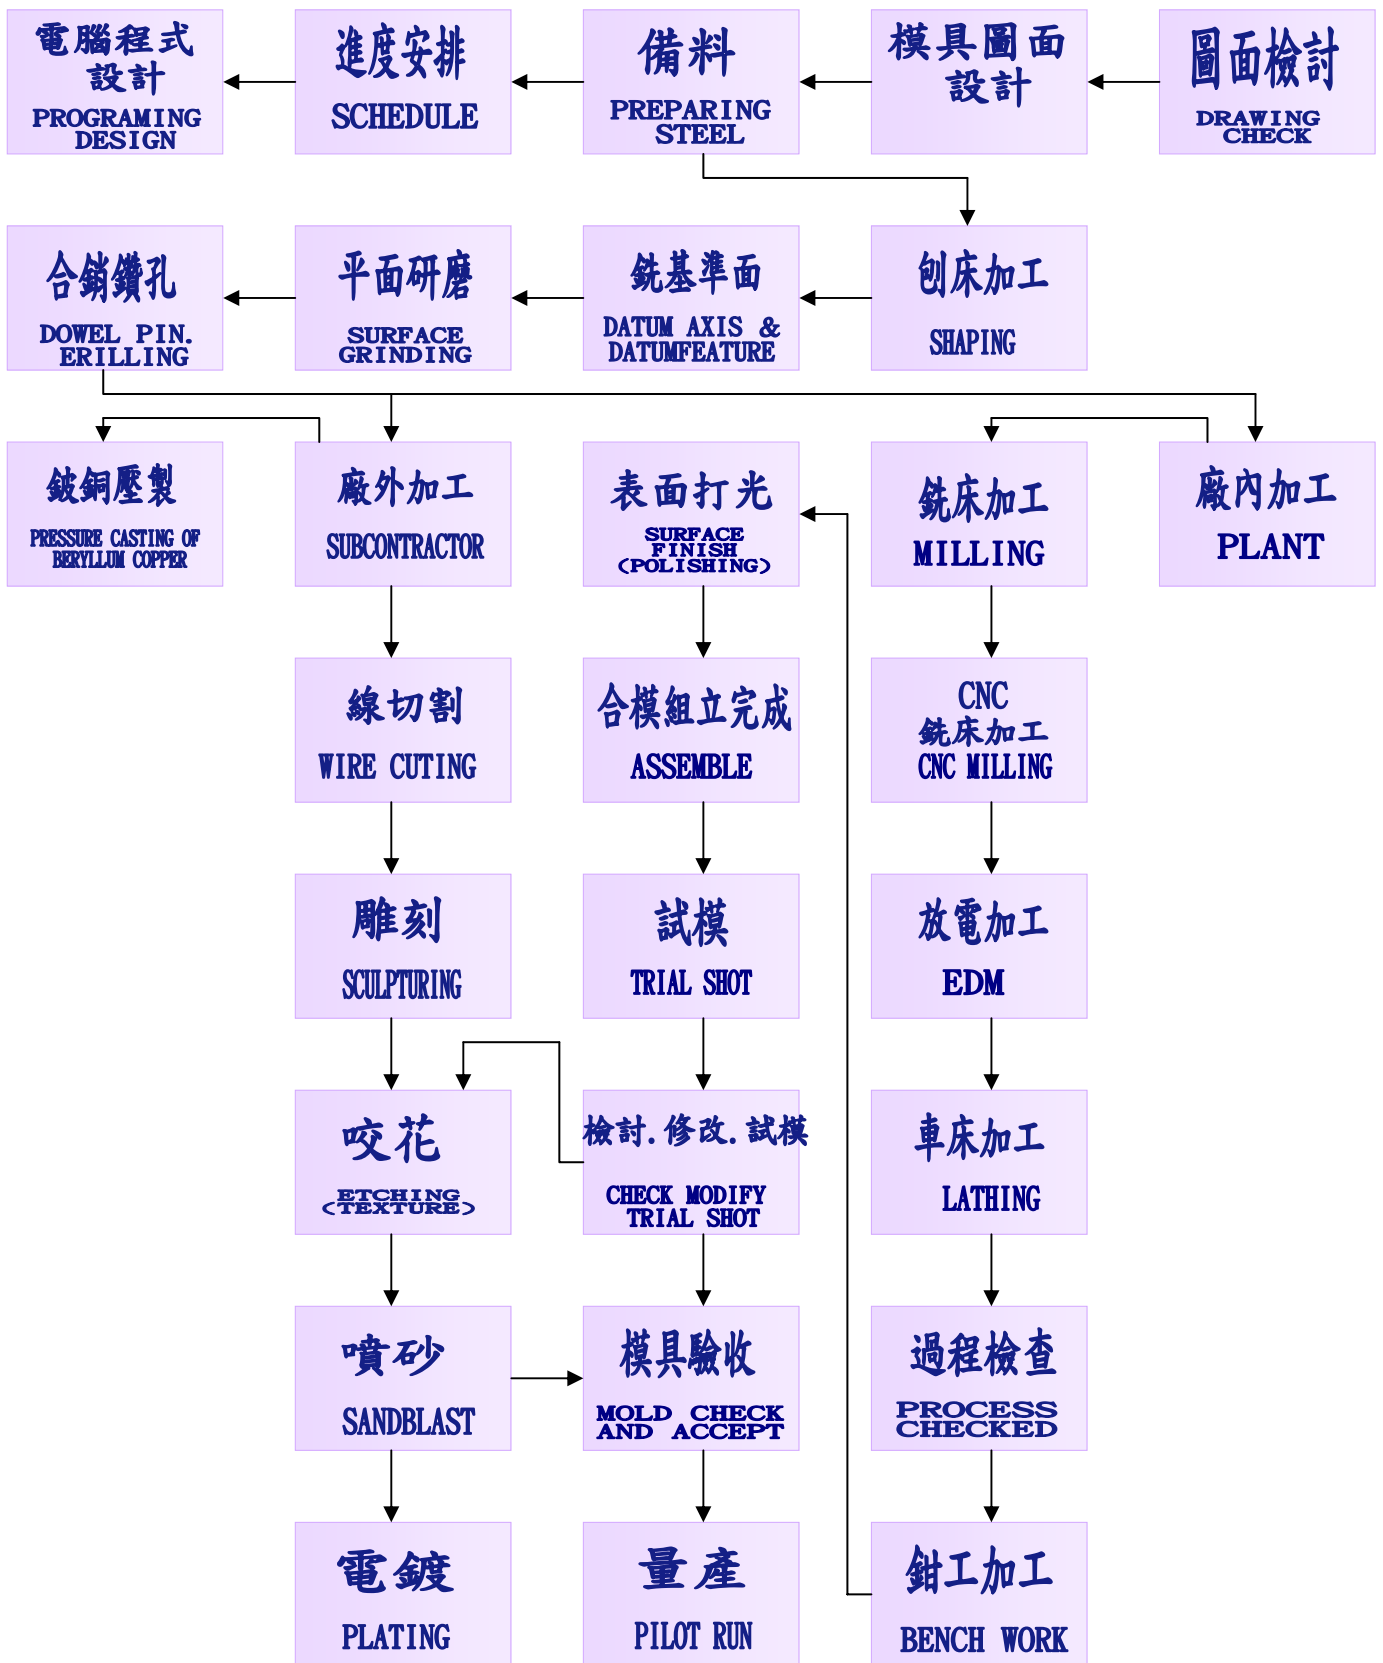 電腦程式
設計
PROGRAMING
DESIGN
進度安排
SCHEDULE
備料
PREPARING
STEEL
模具圖面
設計
圖面檢討
DRAWING
CHECK
合銷鑽孔
DOWEL PIN.
ERILLING
平面研磨
SURFACE
GRINDING
銑基準面
DATUM AXIS &
DATUMFEATURE
刨床加工
SHAPING
鈹銅壓製
PRESSURE CASTING OF
BERYLLUM COPPER
廠外加工
SUBCONTRACTOR
表面打光
SURFACE
FINISH
(POLISHING)
銑床加工
MILLING
廠內加工
PLANT
線切割
WIRE CUTING
合模組立完成
ASSEMBLE
CNC
銑床加工
CNC MILLING
雕刻
SCULPTURING
試模
TRIAL SHOT
放電加工
EDM
咬花
ETCHING
(TEXTURE)
檢討.修改.試模
CHECK MODIFY
TRIAL SHOT
車床加工
LATHING
噴砂
SANDBLAST
模具驗收
MOLD CHECK
AND ACCEPT
過程檢查
PROCESS
CHECKED
電鍍
PLATING
量產
PILOT RUN
鉗工加工
BENCH WORK